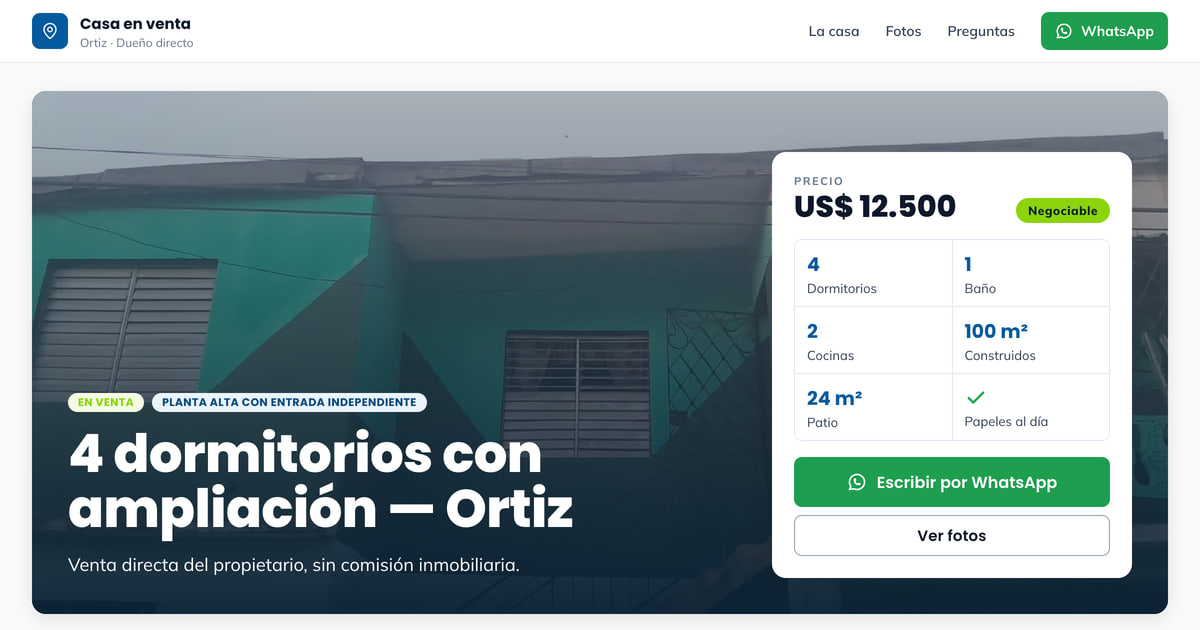 Casa en venta
Ortiz · Dueño directo
La casa
Fotos
Preguntas
WhatsApp
EN VENTA
PLANTA ALTA CON ENTRADA INDEPENDIENTE
4 dormitorios con
ampliación — Ortiz
Venta directa del propietario, sin comisión inmobiliaria.
PRECIO
US$ 12.500
Negociable
4
Dormitorios
1
Baño
2
Cocinas
100 m²
Construidos
24 m²
Patio
Papeles al día
Escribir por WhatsApp
Ver fotos